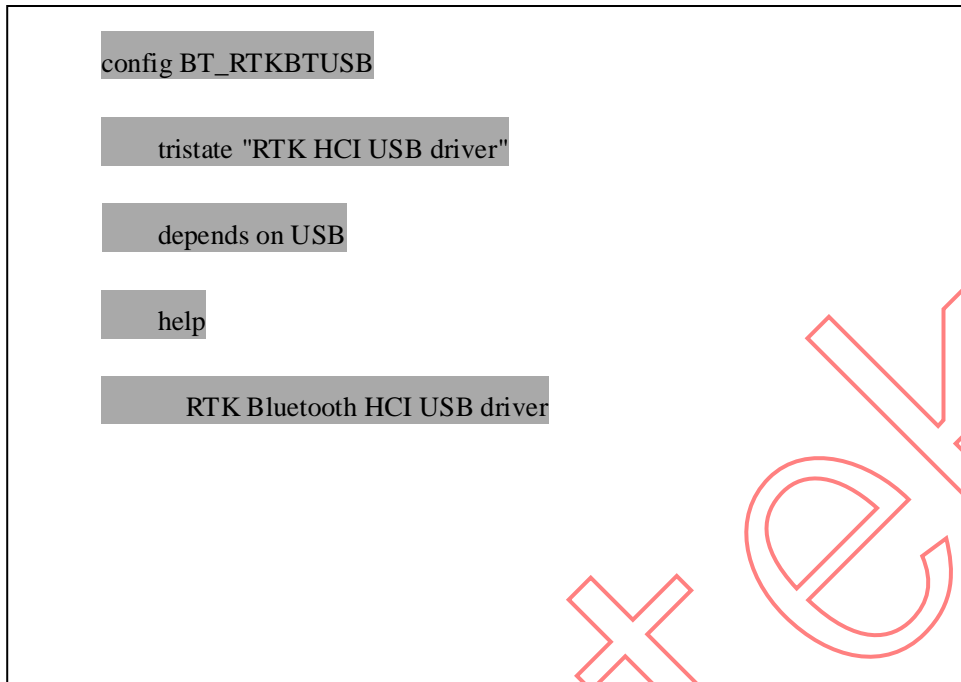 config BT_RTKBTUSB
tristate "RTK HCI USB driver"
depends on USB
help
RTK Bluetooth HCI USB driver